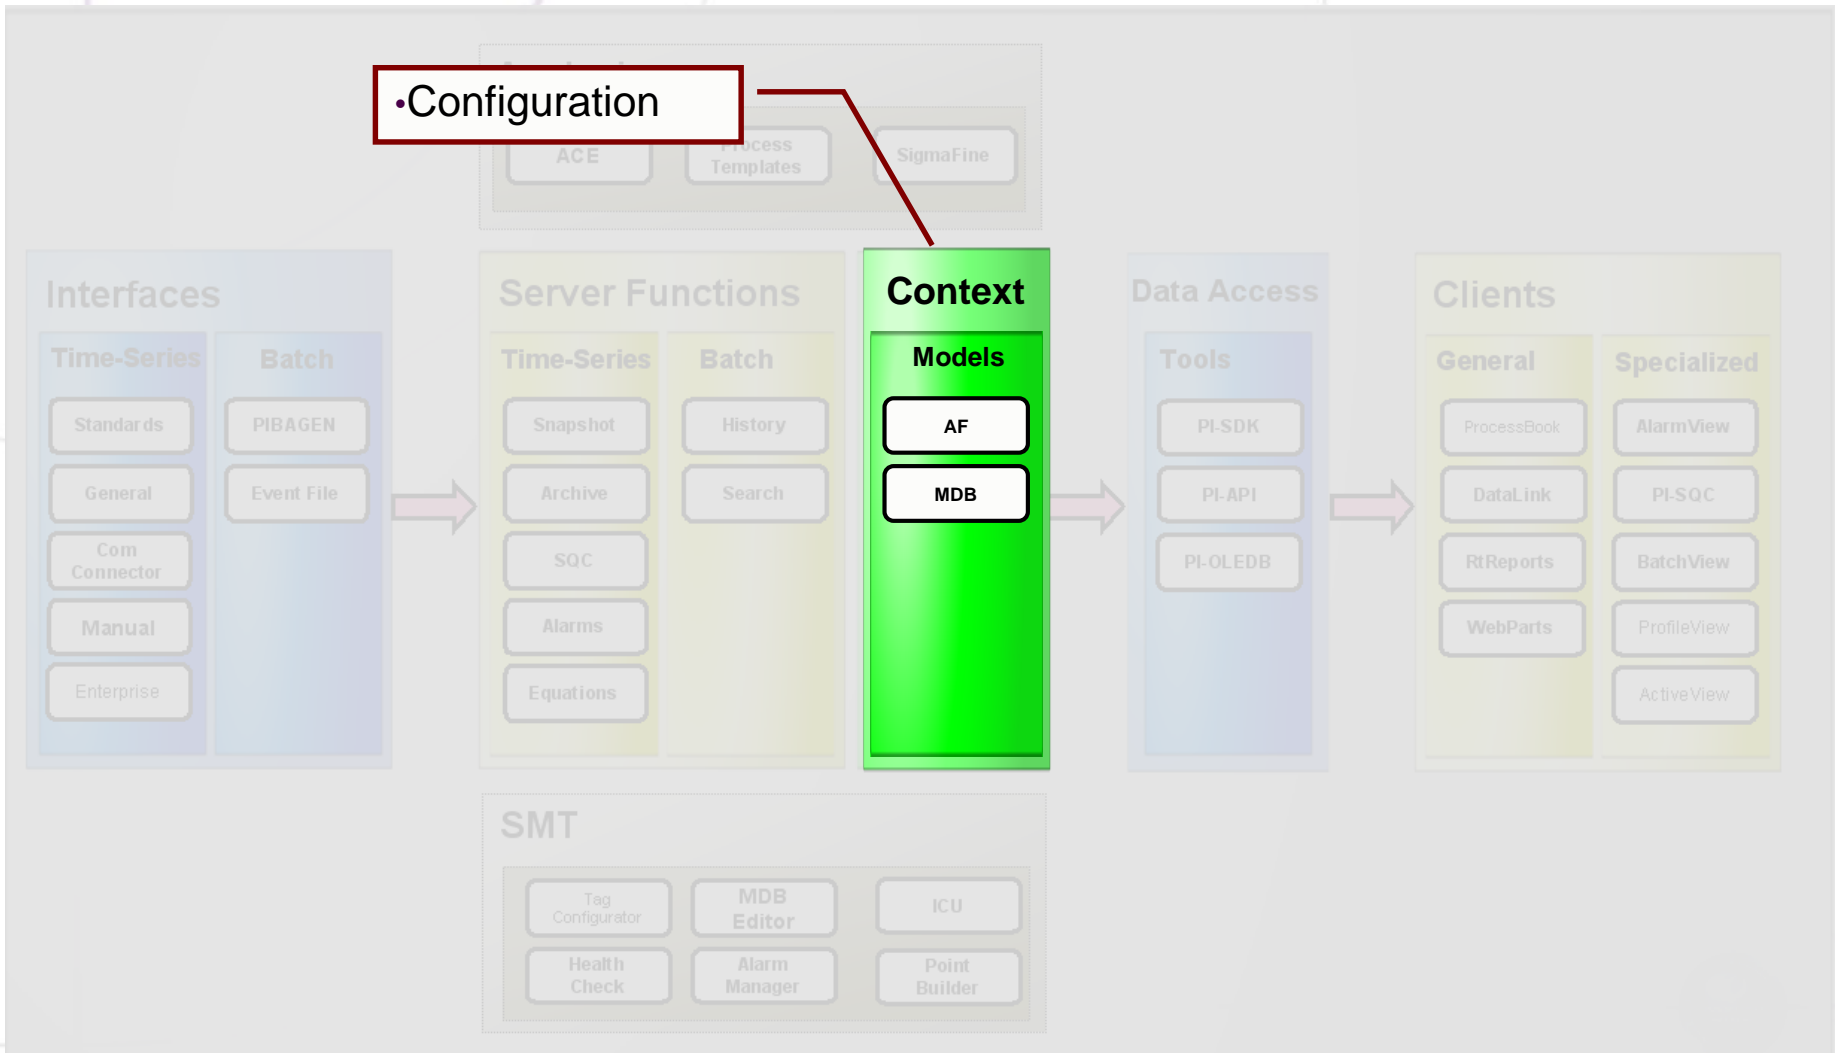 •Configuration
ACE
Process
Templates
SigmaFine
Interfaces
Time-Series
Batch
Standards
PIBAGEN
General
Event File
Com
Connector
Manual
Enterprise
Server Functions
Time-Series
Batch
Snapshot
History
Archive
Search
SQC
Alarms
Equations
Context
Models
AF
MDB
Data Access
Tools
PI-SDK
PI-API
PI-OLEDB
Clients
General
Specialized
ProcessBook
AlarmView
DataLink
PI-SQC
RtReports
BatchView
WebParts
ProfileView
ActiveView
SMT
Tag
Configurator
MDB
Editor
ICU
Health
Check
Alarm
Manager
Point
Builder